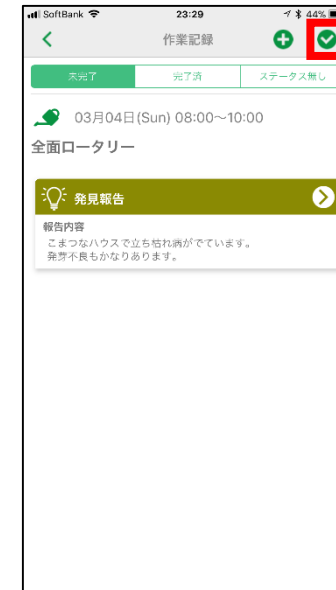 SoftBank 23:29 44%
作業記録
未完了 完了済 ステータス無し
03月04日(Sun) 08:00〜10:00
全面ロータリー
発見報告
報告内容
こまつなハウスで立ち枯れ病がでています。
発芽不良もかなりあります。